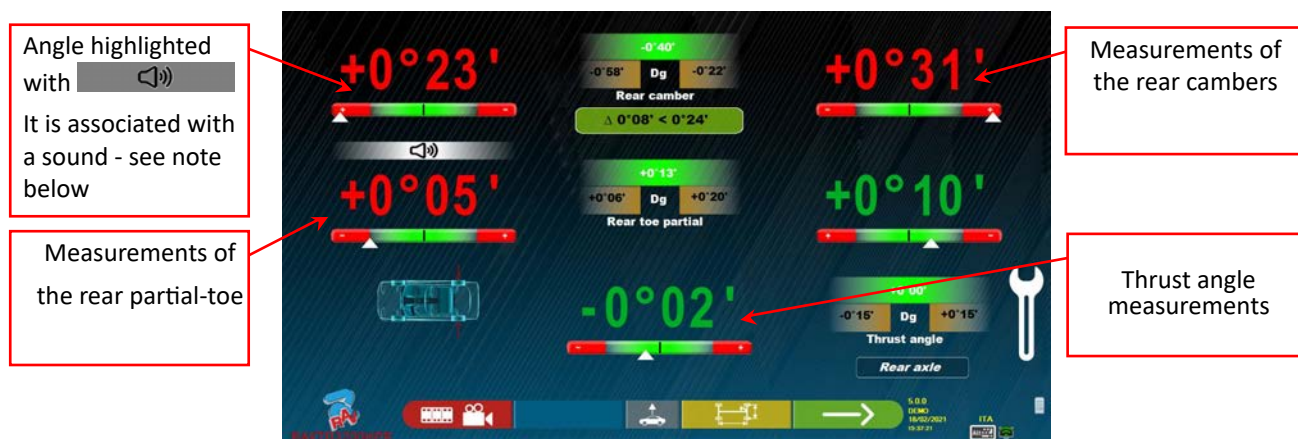 Angle highlighted
with
It is associated with
a sound - see note
below
Measurements of
the rear partial-toe
+0°23'
-0°40'
-0°58' Dg -0°22'
Rear camber
Δ 0°08' < 0°24'
+0°31'
+0°05'
+0°13'
+0°06' Dg +0°20'
Rear toe partial
+0°10'
-0°02'
+0°00'
-0°15' Dg +0°15'
Thrust angle
Rear axle
5.0.0
DEMO
18/02/2021
ITA
Measurements of
the rear cambers
Thrust angle
measurements